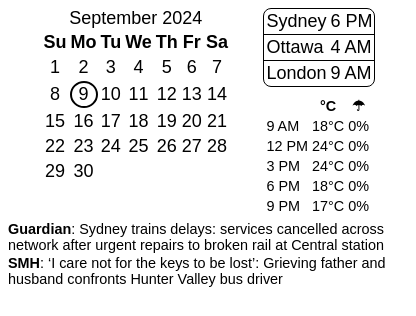 September 2024
Su Mo Tu We Th Fr Sa
1 2 3 4 5 6 7
8 9 10 11 12 13 14
15 16 17 18 19 20 21
22 23 24 25 26 27 28
29 30
Sydney 6 PM
Ottawa 4 AM
London 9 AM
°C ☂
9 AM 18°C 0%
12 PM 24°C 0%
3 PM 24°C 0%
6 PM 18°C 0%
9 PM 17°C 0%
Guardian: Sydney trains delays: services cancelled across
network after urgent repairs to broken rail at Central station
SMH: ‘I care not for the keys to be lost’: Grieving father and
husband confronts Hunter Valley bus driver